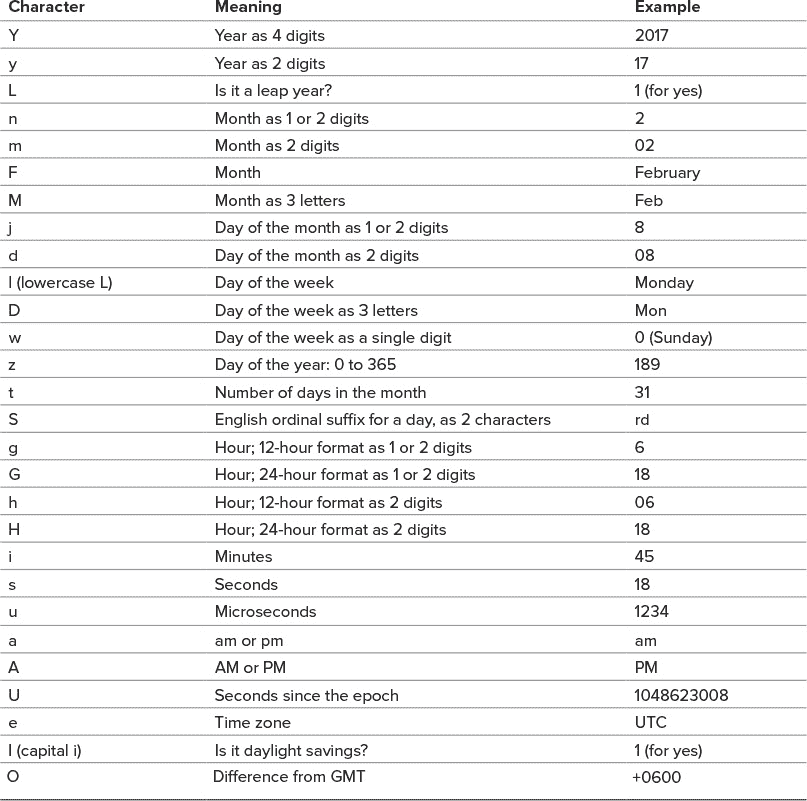 Character Meaning Example
Y Year as 4 digits 2017
y Year as 2 digits 17
L Is it a leap year? 1 (for yes)
n Month as 1 or 2 digits 2
m Month as 2 digits 02
F Month February
M Month as 3 letters Feb
j Day of the month as 1 or 2 digits 8
d Day of the month as 2 digits 08
l (lowercase L) Day of the week Monday
D Day of the week as 3 letters Mon
w Day of the week as a single digit 0 (Sunday)
z Day of the year: 0 to 365 189
t Number of days in the month 31
S English ordinal suffix for a day, as 2 characters rd
g Hour; 12-hour format as 1 or 2 digits 6
G Hour; 24-hour format as 1 or 2 digits 18
h Hour; 12-hour format as 2 digits 06
H Hour; 24-hour format as 2 digits 18
i Minutes 45
s Seconds 18
u Microseconds 1234
a am or pm am
A AM or PM PM
U Seconds since the epoch 1048623008
e Time zone UTC
I (capital i) Is it daylight savings? 1 (for yes)
O Difference from GMT +0600